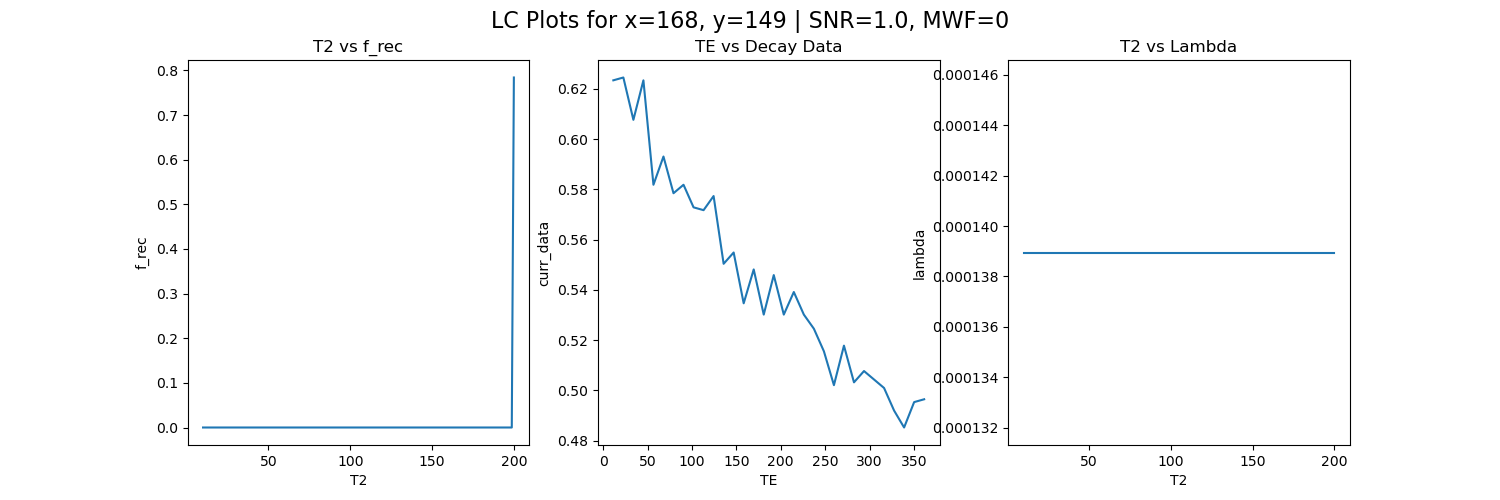 LC Plots for x=168, y=149 | SNR=1.0, MWF=0
T2 vs f_rec
0.8
0.7
0.6
0.5
0.4
0.3
0.2
0.1
0.0
f_rec
50 100 150 200
T2
TE vs Decay Data
0.62
0.60
0.58
0.56
0.54
0.52
0.50
0.48
curr_data
0 50 100 150 200 250 300 350
TE
T2 vs Lambda
0.000146
0.000144
0.000142
0.000140
0.000138
0.000136
0.000134
0.000132
lambda
50 100 150 200
T2